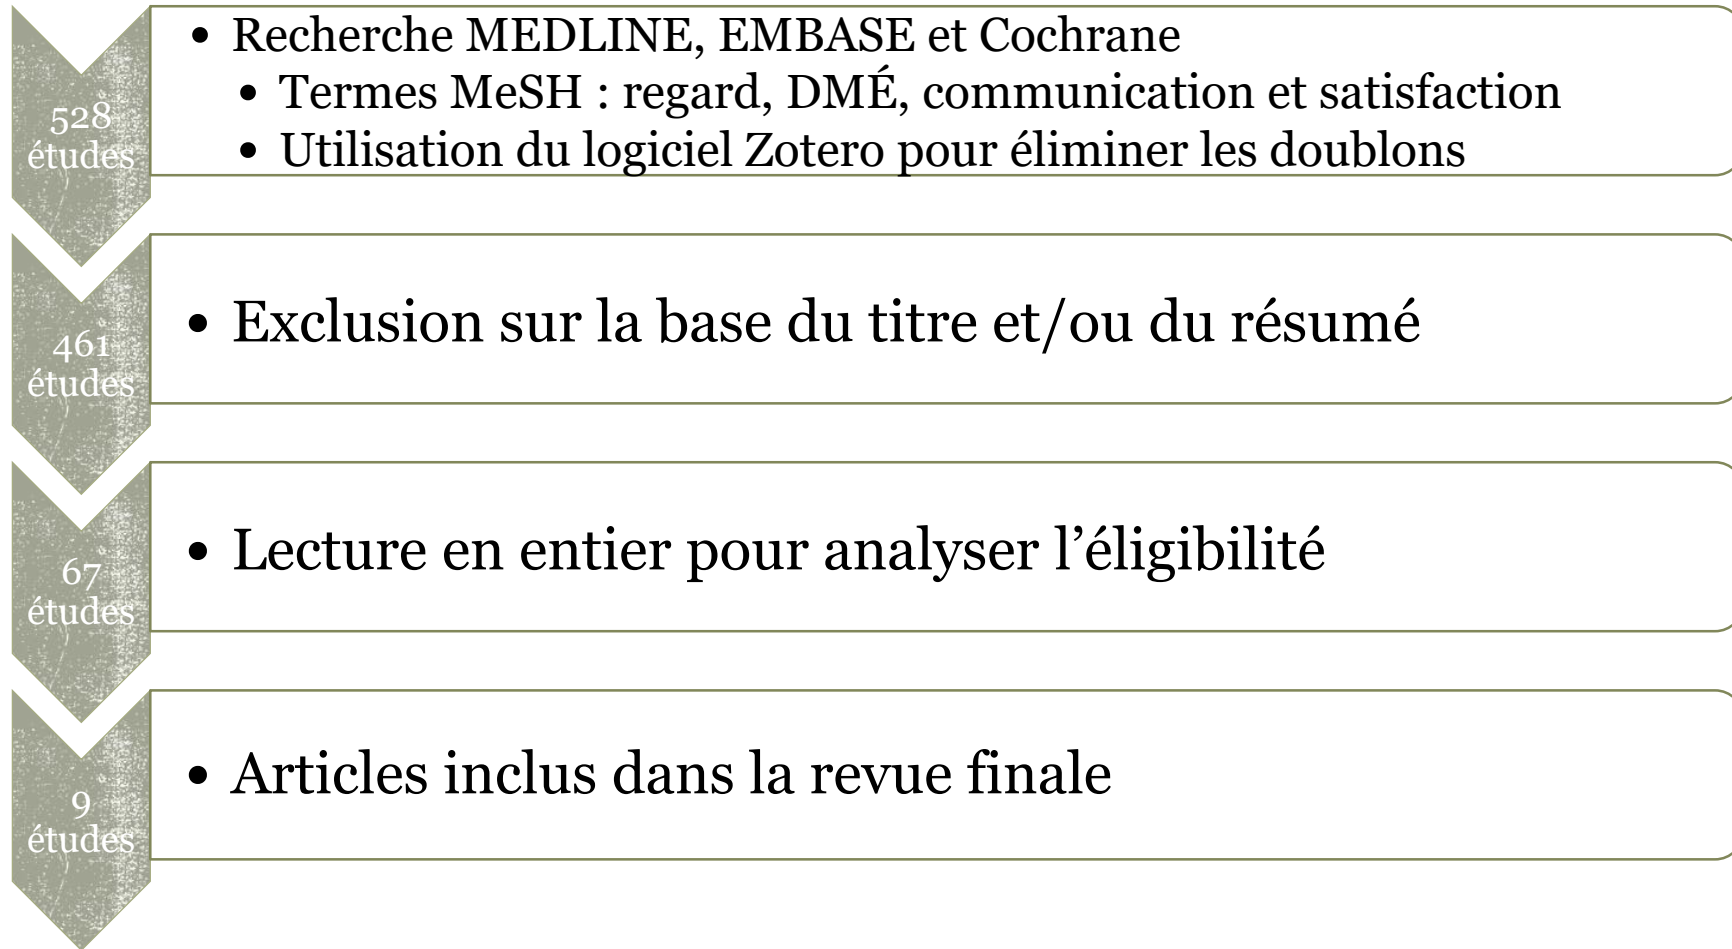 528
études
• Recherche MEDLINE, EMBASE et Cochrane
• Termes MeSH : regard, DMÉ, communication et satisfaction
• Utilisation du logiciel Zotero pour éliminer les doublons
461
études
• Exclusion sur la base du titre et/ou du résumé
67
études
• Lecture en entier pour analyser l’éligibilité
9
études
• Articles inclus dans la revue finale